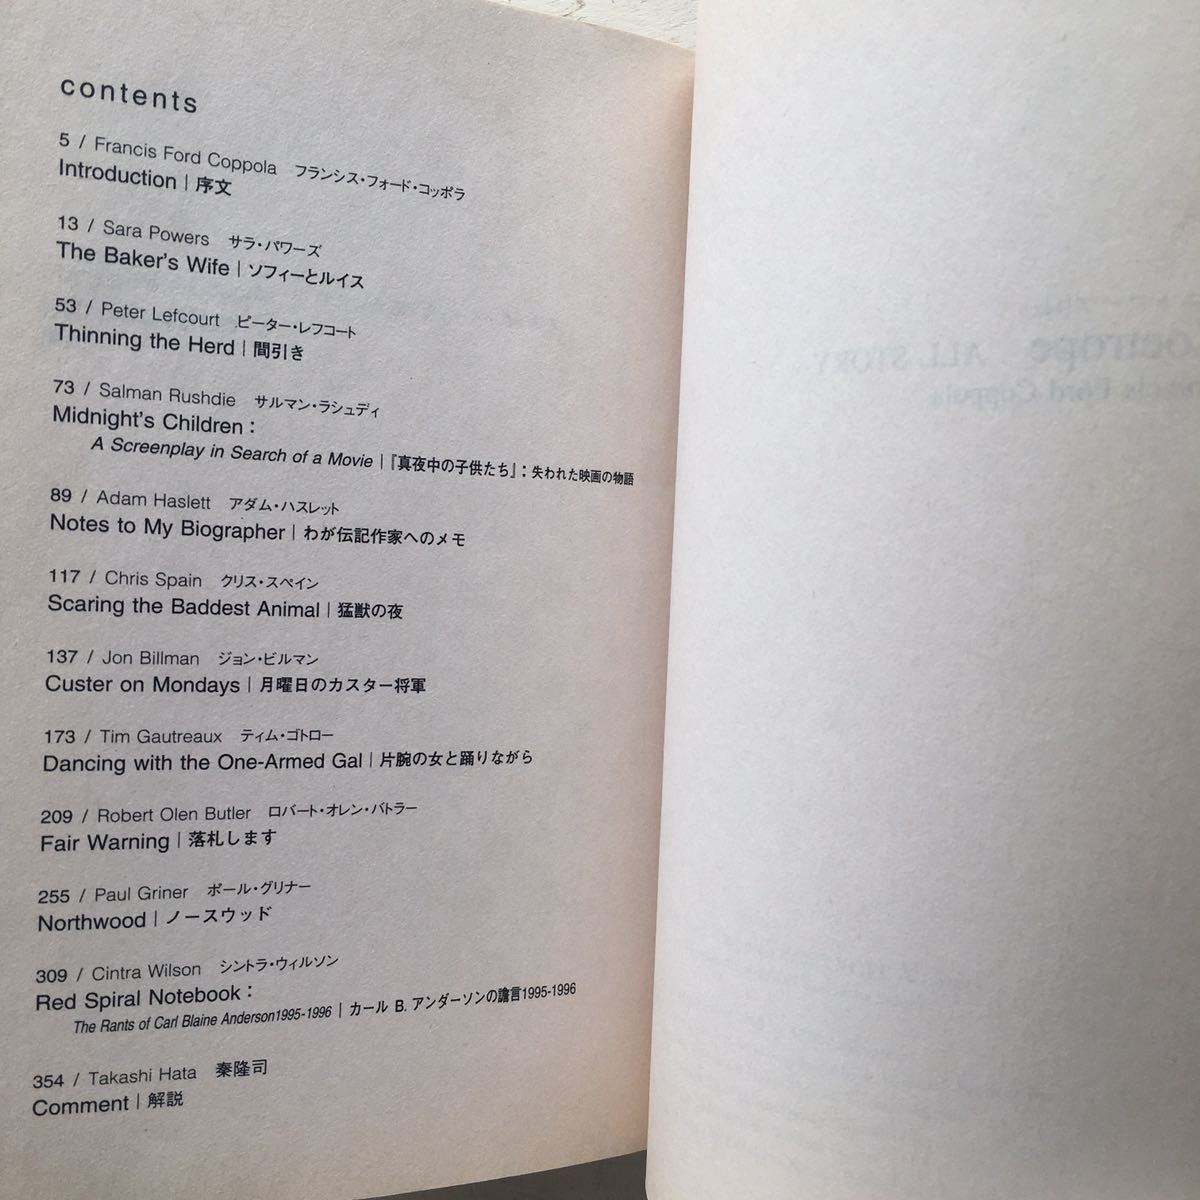 contents
5 / Francis Ford Coppola フランシス・フォード・コッポラ
Introduction | 序文
13 / Sara Powers サラ・パワーズ
The Baker's Wife | ソフィーとルイス
53 / Peter Lefcourt ピーター・レフコート
Thinning the Herd | 間引き
73 / Salman Rushdie サルマン・ラシュディ
Midnight's Children :
A Screenplay in Search of a Movie | 『真夜中の子供たち』: 失われた映画の物語
89 / Adam Haslett アダム・ハスレット
Notes to My Biographer | わが伝記作家へのメモ
117 / Chris Spain クリス・スペイン
Scaring the Baddest Animal | 猛獣の夜
137 / Jon Billman ジョン・ビルマン
Custer on Mondays | 月曜日のカスター将軍
173 / Tim Gautreaux ティム・ゴトロー
Dancing with the One-Armed Gal | 片腕の女と踊りながら
209 / Robert Olen Butler ロバート・オレン・バトラー
Fair Warning | 落札します
255 / Paul Griner ポール・グリナー
Northwood | ノースウッド
309 / Cintra Wilson シントラ・ウィルソン
Red Spiral Notebook :
The Rants of Carl Blaine Anderson1995-1996 | カール B. アンダーソンの譫言1995-1996
354 / Takashi Hata 秦隆司
Comment | 解説
ALL STORY
Ford Coppola